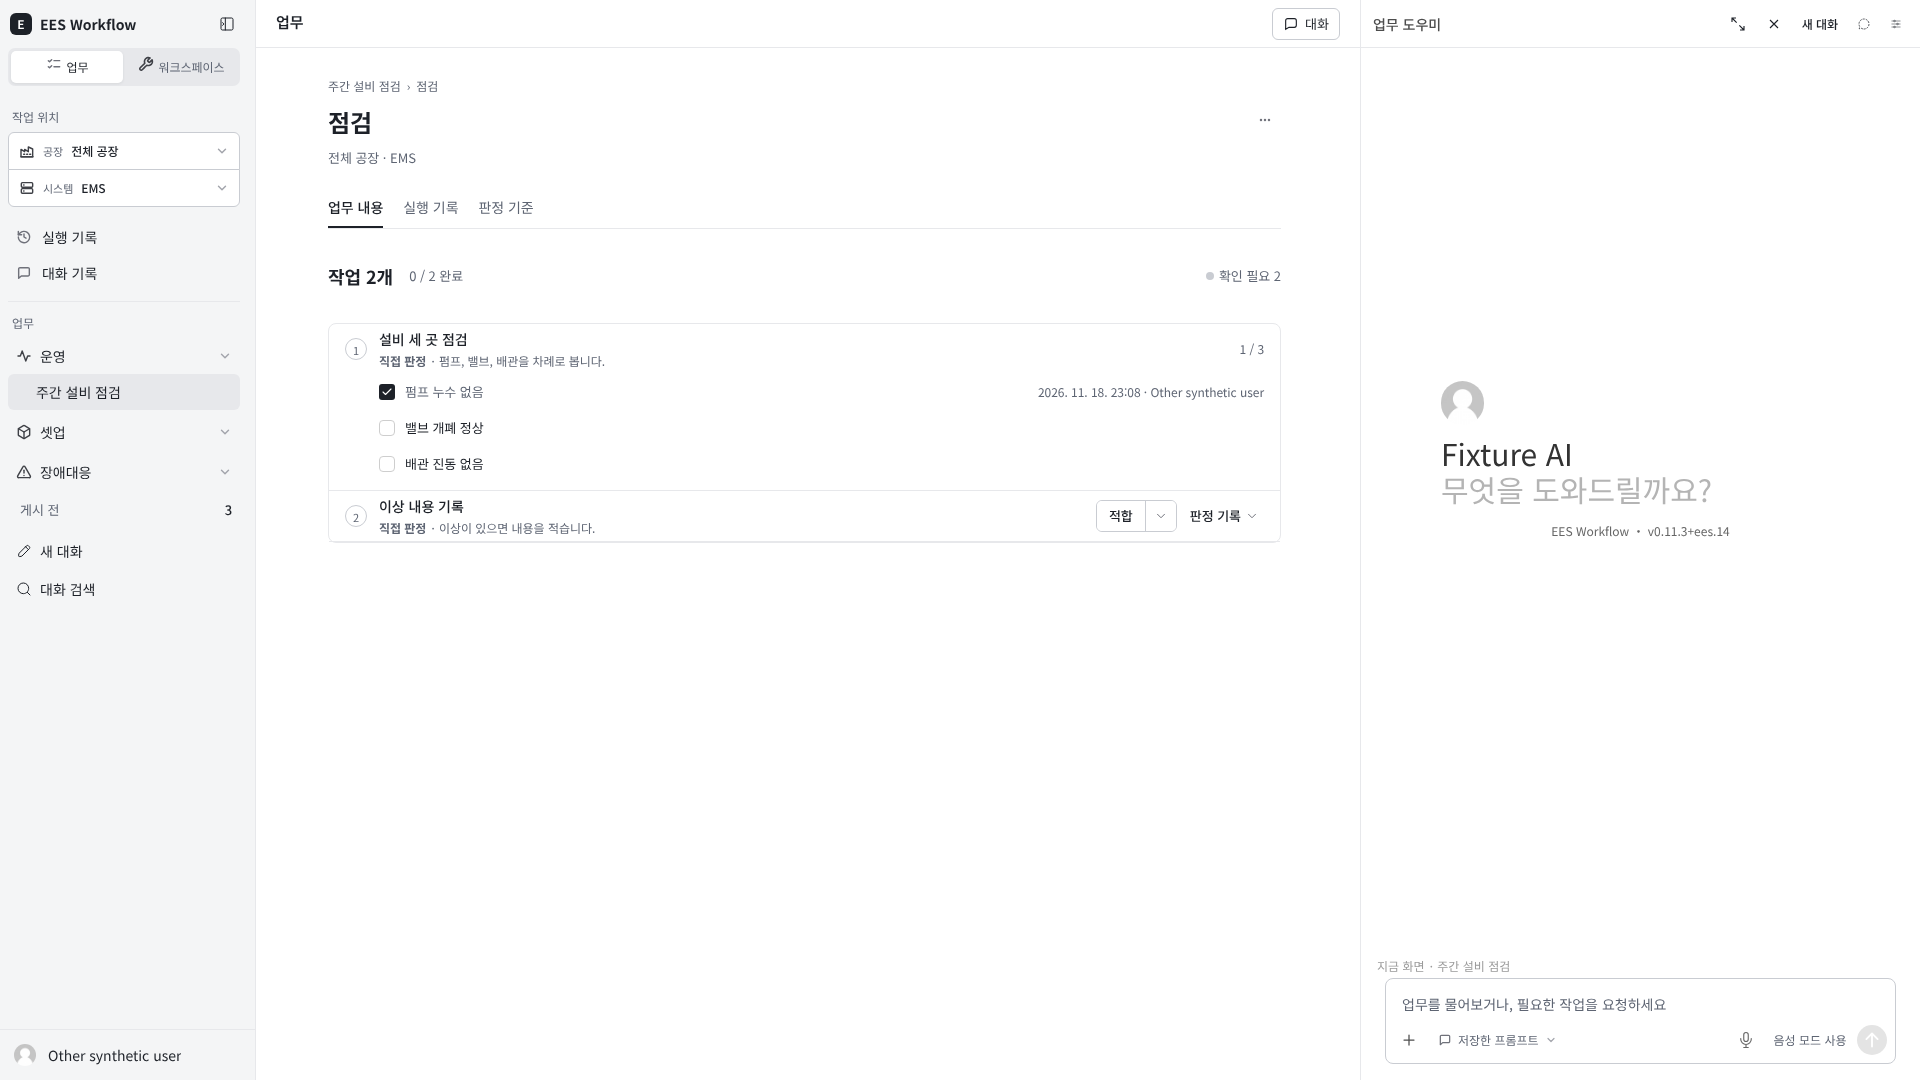 E EES Workflow
업무 워크스페이스
작업 위치
공장 전체 공장
시스템 EMS
실행 기록
대화 기록
업무
운영
주간 설비 점검
셋업
장애대응
게시 전 3
새 대화
대화 검색
Other synthetic user
업무
대화
주간 설비 점검 › 점검
점검
...
전체 공장 · EMS
업무 내용 실행 기록 판정 기준
작업 2개 0 / 2 완료 확인 필요 2
1 설비 세 곳 점검
직접 판정 · 펌프, 밸브, 배관을 차례로 봅니다. 1 / 3
펌프 누수 없음 2026. 11. 18. 23:08 · Other synthetic user
밸브 개폐 정상
배관 진동 없음
2 이상 내용 기록
직접 판정 · 이상이 있으면 내용을 적습니다. 적합 판정 기록
업무 도우미 새 대화
Fixture AI
무엇을 도와드릴까요?
EES Workflow • v0.11.3+ees.14
지금 화면 · 주간 설비 점검
업무를 물어보거나, 필요한 작업을 요청하세요
저장한 프롬프트 음성 모드 사용